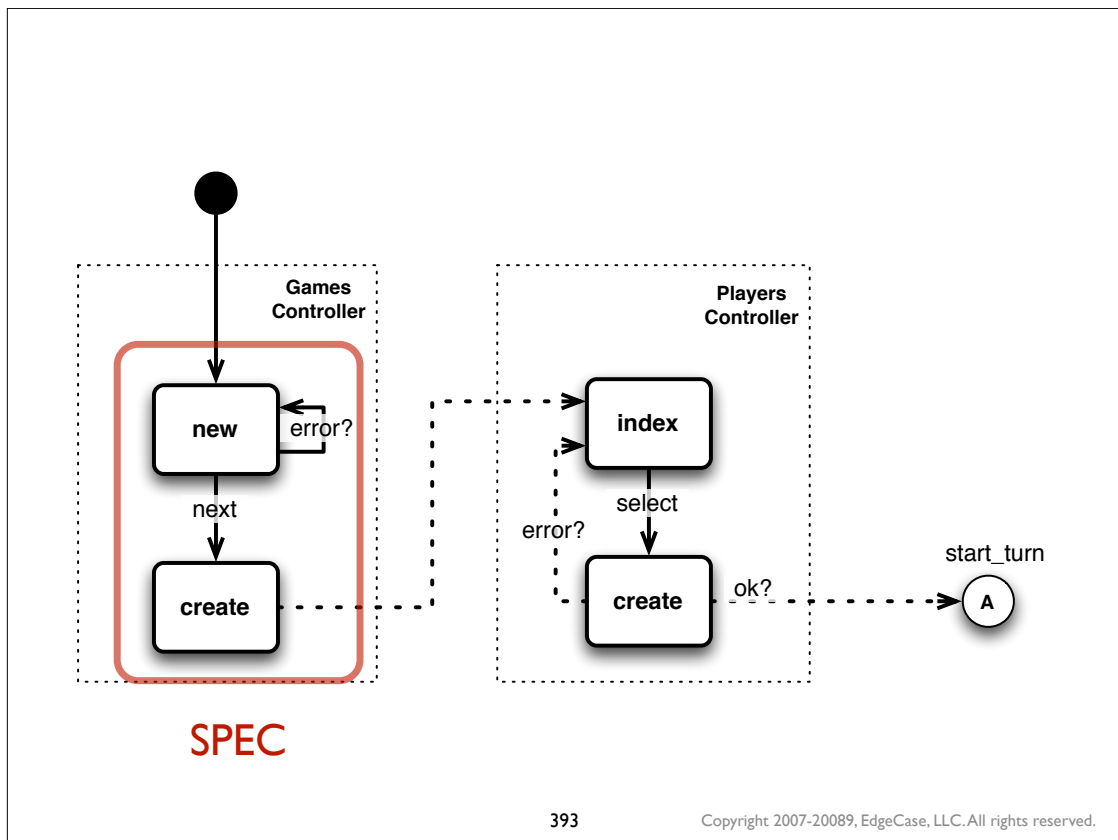 Games
Controller
new
error?
next
create
Players
Controller
index
select
error?
create
ok?
start_turn
A
SPEC
393
Copyright 2007-20089, EdgeCase, LLC. All rights reserved.